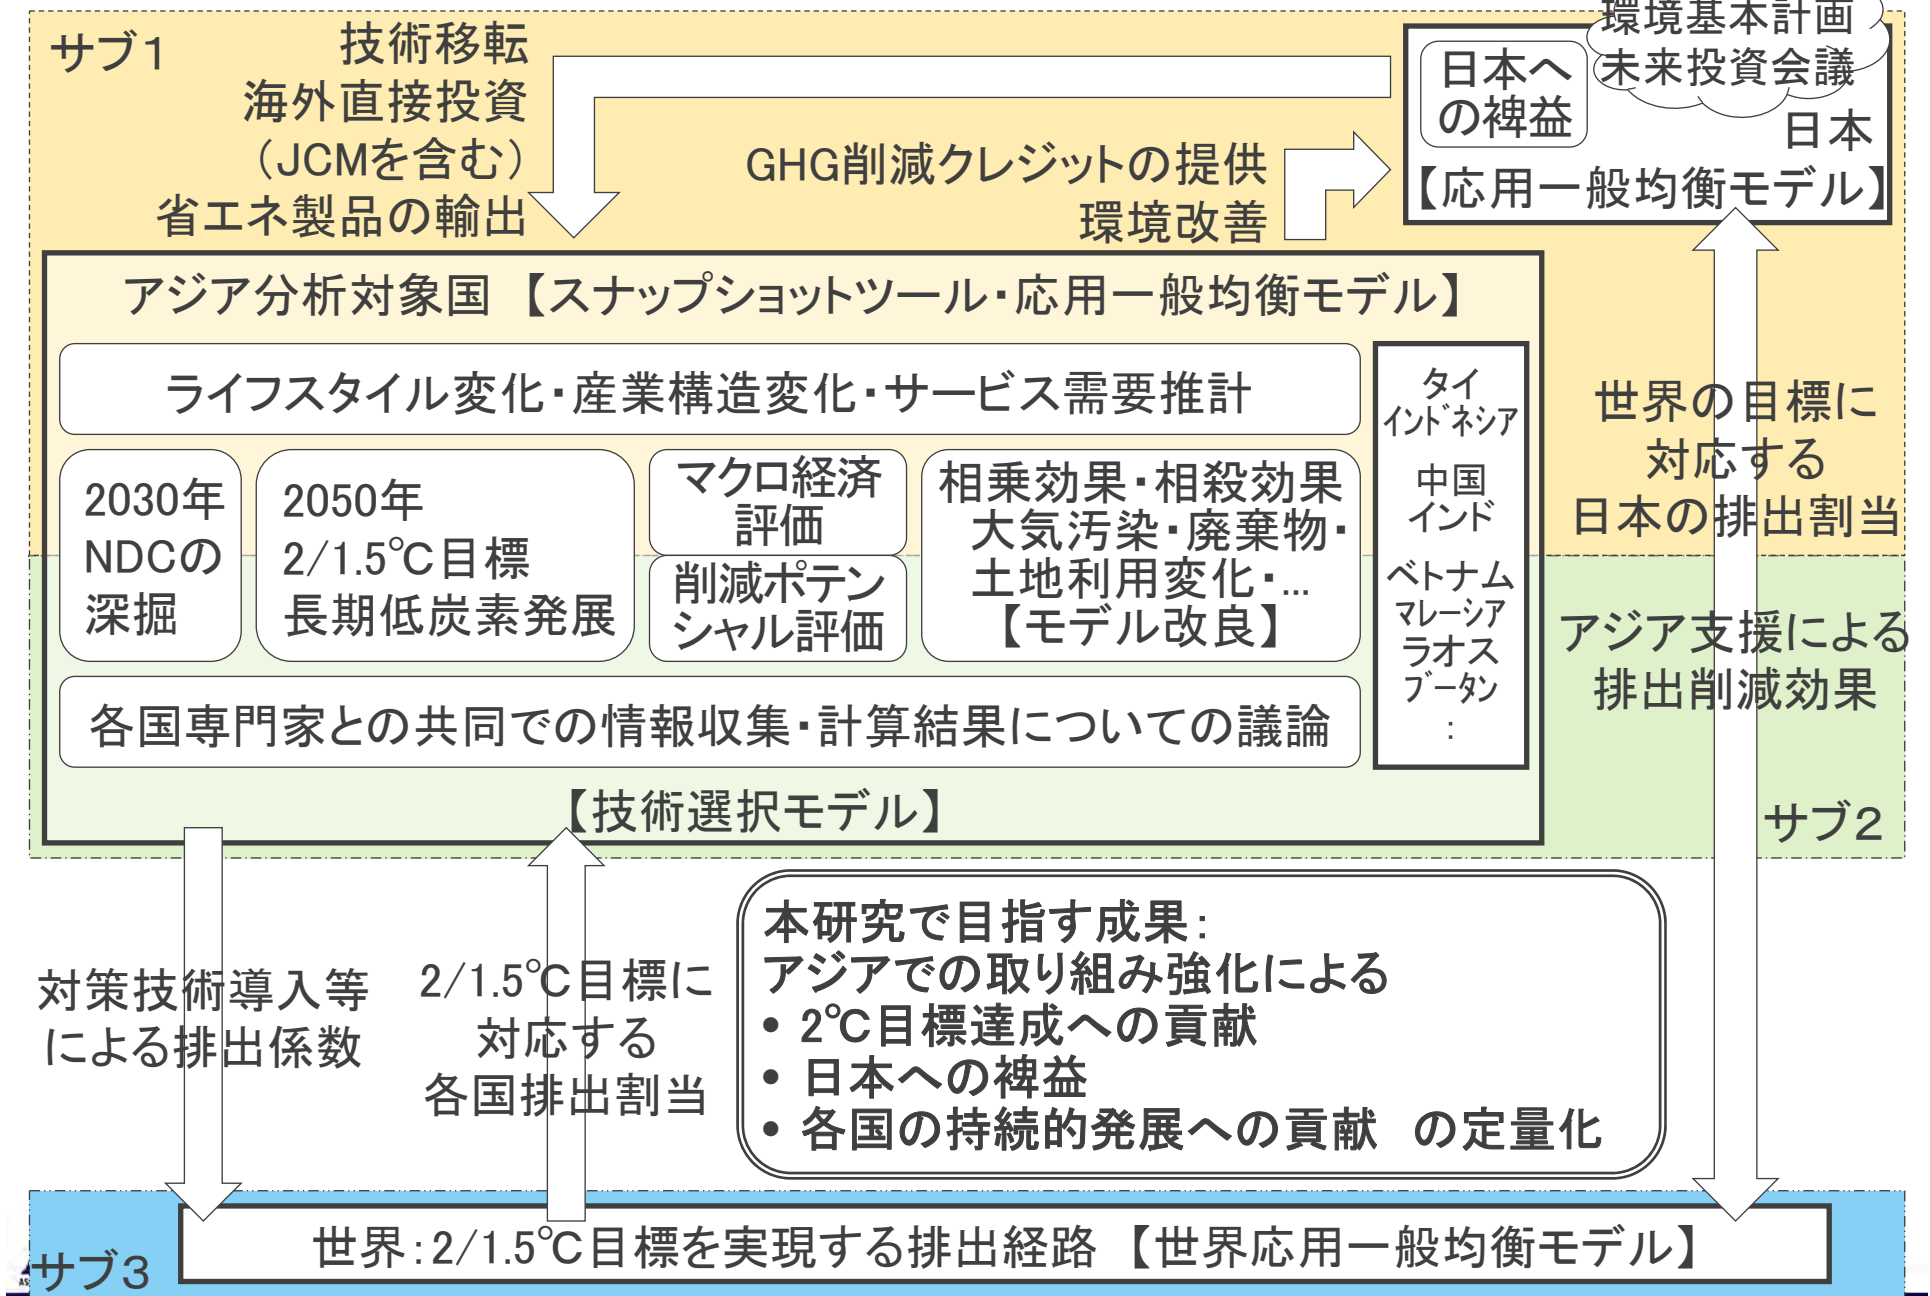 サブ1
技術移転
海外直接投資
（JCMを含む）
省エネ製品の輸出
GHG削減クレジットの提供
環境改善
環境基本計画
未来投資会議
日本へ
の裨益
日本
【応用一般均衡モデル】
アジア分析対象国 【スナップショットツール・応用一般均衡モデル】
ライフスタイル変化・産業構造変化・サービス需要推計
2030年
NDCの
深掘
2050年
2/1.5℃目標
長期低炭素発展
マクロ経済
評価
削減ポテン
シャル評価
相乗効果・相殺効果
大気汚染・廃棄物・
土地利用変化・...
【モデル改良】
タイ
インドネシア
中国
インド
ベトナム
マレーシア
ラオス
ブータン
:
各国専門家との共同での情報収集・計算結果についての議論
【技術選択モデル】
世界の目標に
対応する
日本の排出割当
アジア支援による
排出削減効果
サブ2
対策技術導入等
による排出係数
2/1.5℃目標に
対応する
各国排出割当
本研究で目指す成果：
アジアでの取り組み強化による
• 2℃目標達成への貢献
• 日本への裨益
• 各国の持続的発展への貢献　の定量化
サブ3
世界：2/1.5℃目標を実現する排出経路 【世界応用一般均衡モデル】